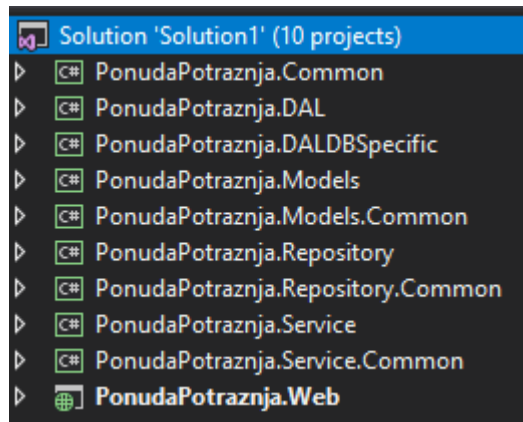 Solution 'Solution1' (10 projects)
C# PonudaPotraznja.Common
C# PonudaPotraznja.DAL
C# PonudaPotraznja.DALDBSpecific
C# PonudaPotraznja.Models
C# PonudaPotraznja.Models.Common
C# PonudaPotraznja.Repository
C# PonudaPotraznja.Repository.Common
C# PonudaPotraznja.Service
C# PonudaPotraznja.Service.Common
PonudaPotraznja.Web